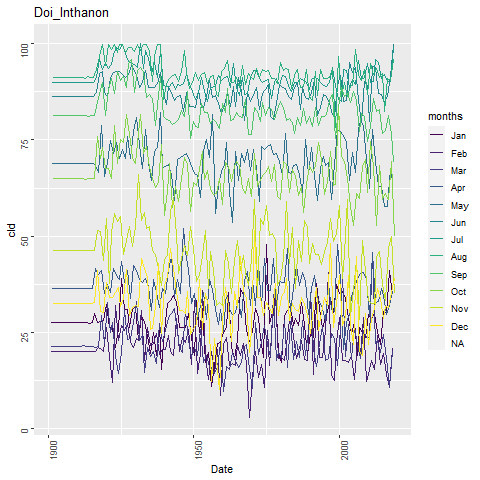 Doi_Inthanon
100
75
50
25
0
cld
1900
1950
2000
Date
months
Jan
Feb
Mar
Apr
May
Jun
Jul
Aug
Sep
Oct
Nov
Dec
NA